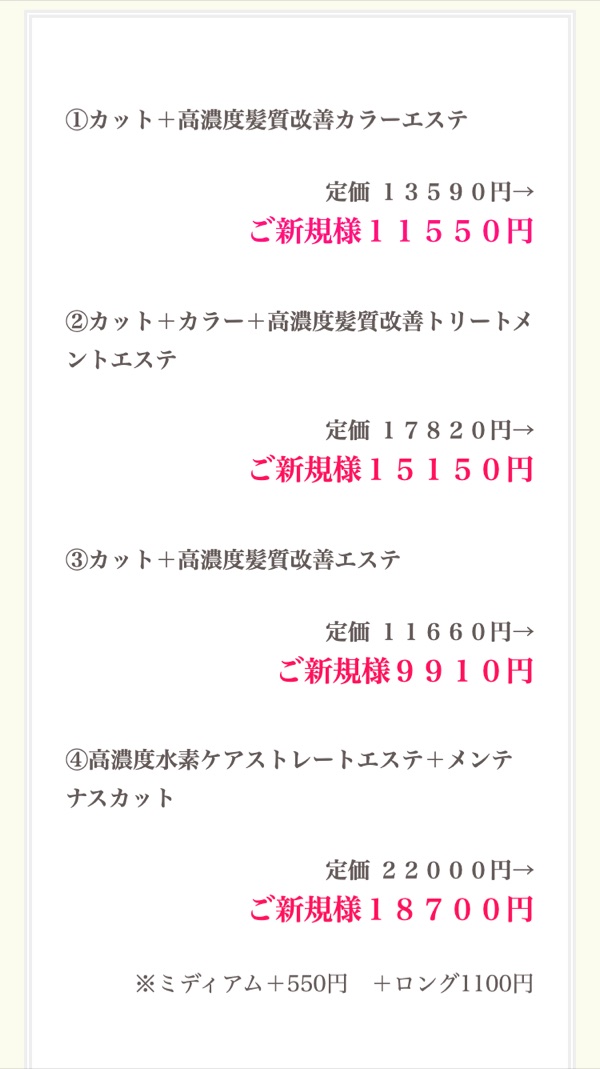 ①カット＋高濃度髪質改善カラーエステ
定価 １３５９０円→
ご新規様１１５５０円
②カット＋カラー＋高濃度髪質改善トリートメ
ントエステ
定価 １７８２０円→
ご新規様１５１５０円
③カット＋高濃度髪質改善エステ
定価 １１６６０円→
ご新規様９９１０円
④高濃度水素ケアストレートエステ＋メンテ
ナスカット
定価 ２２０００円→
ご新規様１８７００円
※ミディアム＋550円　＋ロング1100円